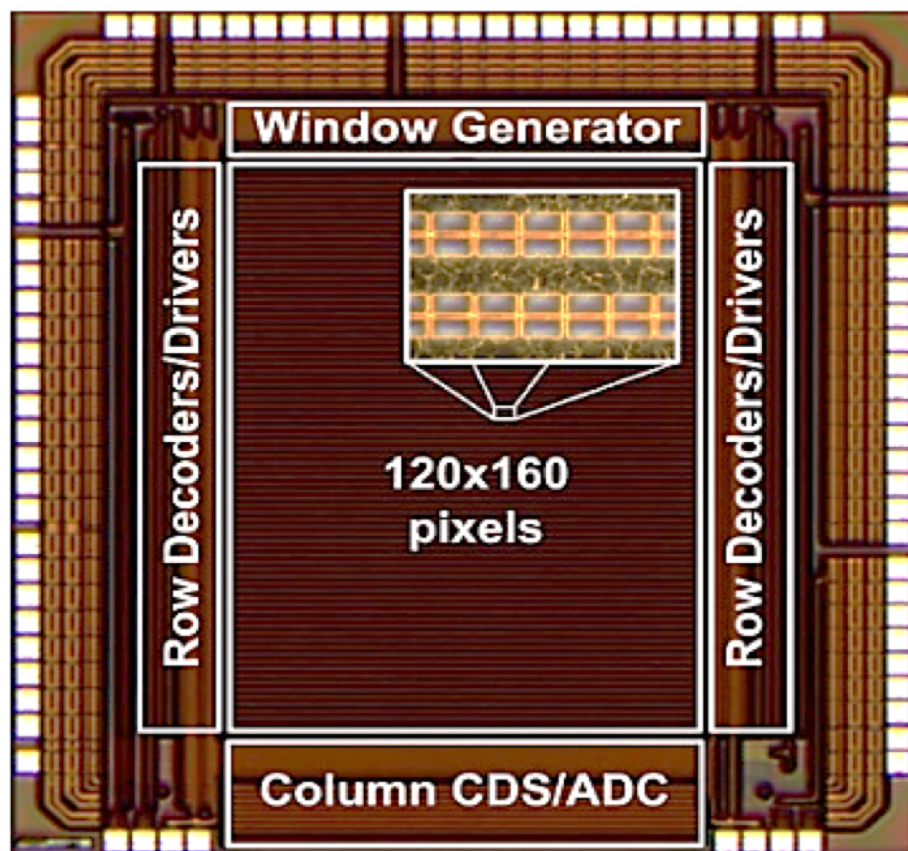 Window Generator
Row Decoders/Drivers
120x160
pixels
Row Decoders/Drivers
Column CDS/ADC